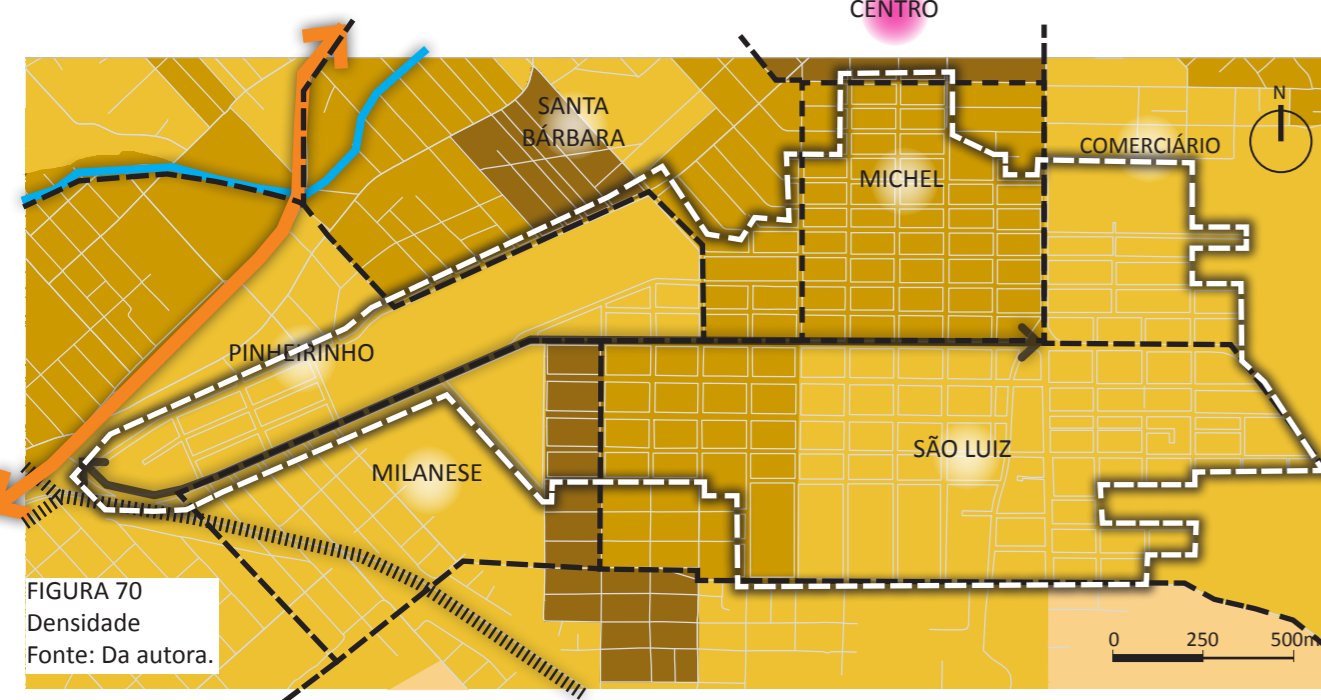 CENTRO
SANTA
BÁRBARA
N
COMERCIÁRIO
MICHEL
PINHEIRINHO
MILANESE
SÃO LUIZ
FIGURA 70
Densidade
Fonte: Da autora.
0 250 500m